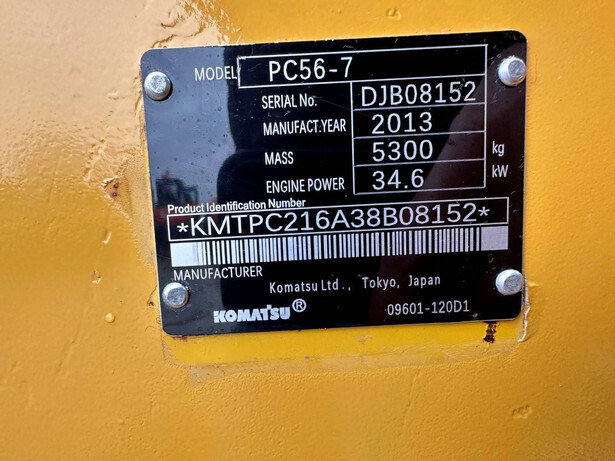 MODEL PC56-7
SERIAL No. DJB08152
MANUFACT.YEAR 2013
MASS 5300 kg
ENGINE POWER 34.6 kW
Product Identification Number
*KMTPC216A38B08152*
MANUFACTURER
Komatsu Ltd., Tokyo, Japan
KOMATSU® 09601-120D1